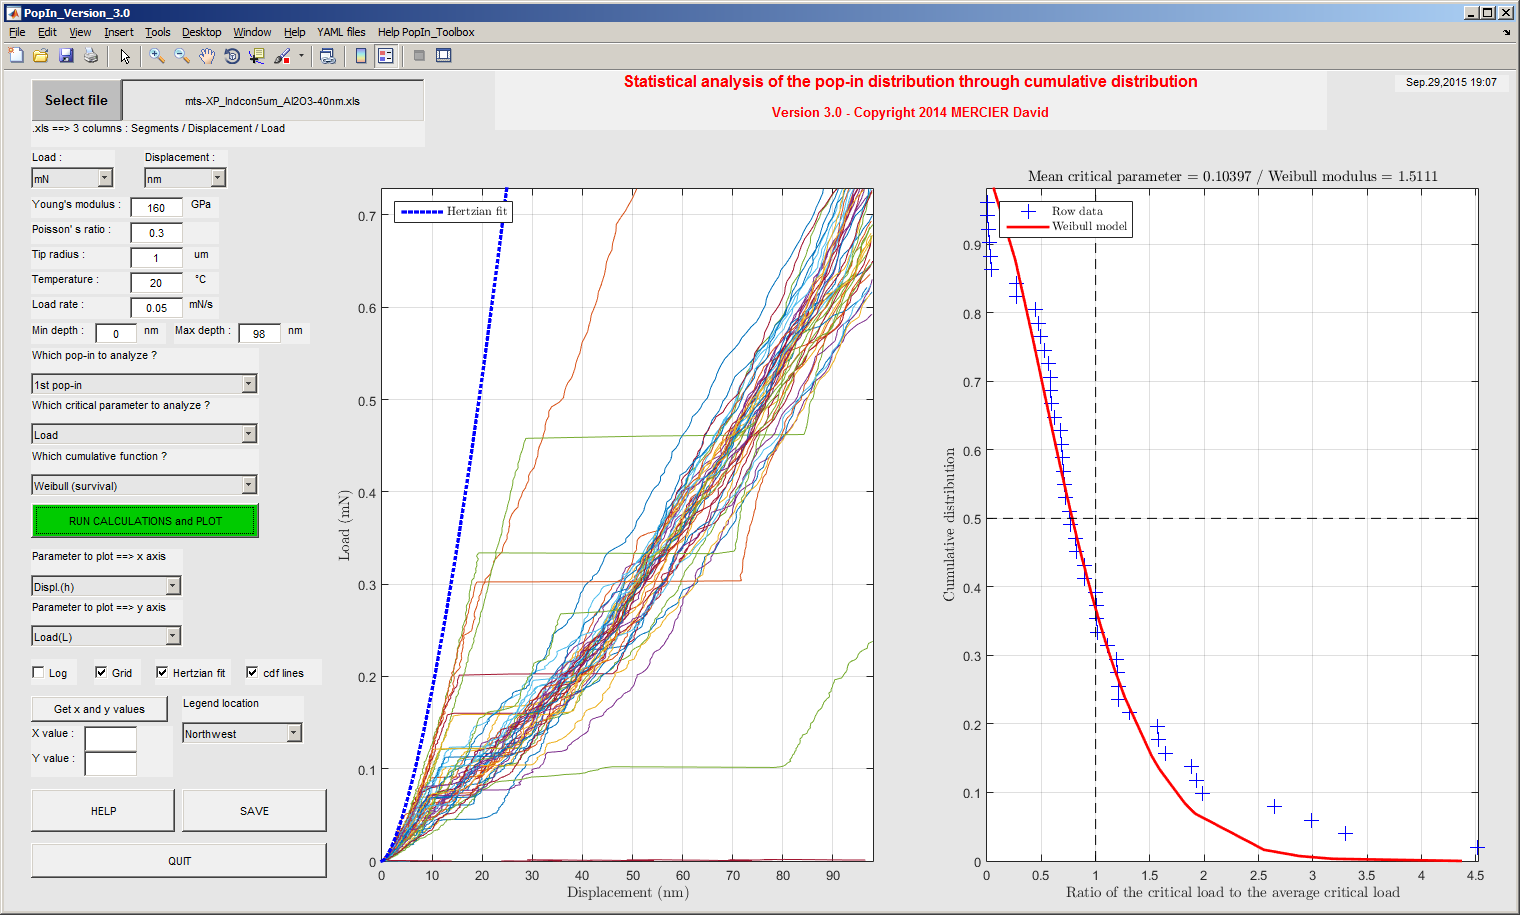 PopIn_Version_3.0
File Edit View Insert Tools Desktop Window Help YAML files Help PopIn_Toolbox
Statistical analysis of the pop-in distribution through cumulative distribution
Version 3.0 - Copyright 2014 MERCIER David
Sep.29,2015 19:07
Select file
mts-XP_Indcon5um_Al2O3-40nm.xls
.xls ==> 3 columns : Segments / Displacement / Load
Load : Displacement :
mN nm
Young's modulus : 160 GPa
Poisson' s ratio : 0.3
Tip radius : 1 um
Temperature : 20 °C
Load rate : 0.05 mN/s
Min depth : 0 nm Max depth : 98 nm
Which pop-in to analyze ?
1st pop-in
Which critical parameter to analyze ?
Load
Which cumulative function ?
Weibull (survival)
RUN CALCULATIONS and PLOT
Parameter to plot ==> x axis
Displ.(h)
Parameter to plot ==> y axis
Load(L)
Log Grid Hertzian fit cdf lines
Get x and y values
Legend location
X value :
Northwest
Y value :
HELP SAVE
QUIT
Hertzian fit
0.7
0.6
0.5
0.4
0.3
0.2
0.1
0
Load (mN)
0 10 20 30 40 50 60 70 80 90
Displacement (nm)
Mean critical parameter = 0.10397 / Weibull modulus = 1.5111
Row data
Weibull model
0.9
0.8
0.7
0.6
0.5
0.4
0.3
0.2
0.1
0
Cumulative distribution
0 0.5 1 1.5 2 2.5 3 3.5 4 4.5
Ratio of the critical load to the average critical load